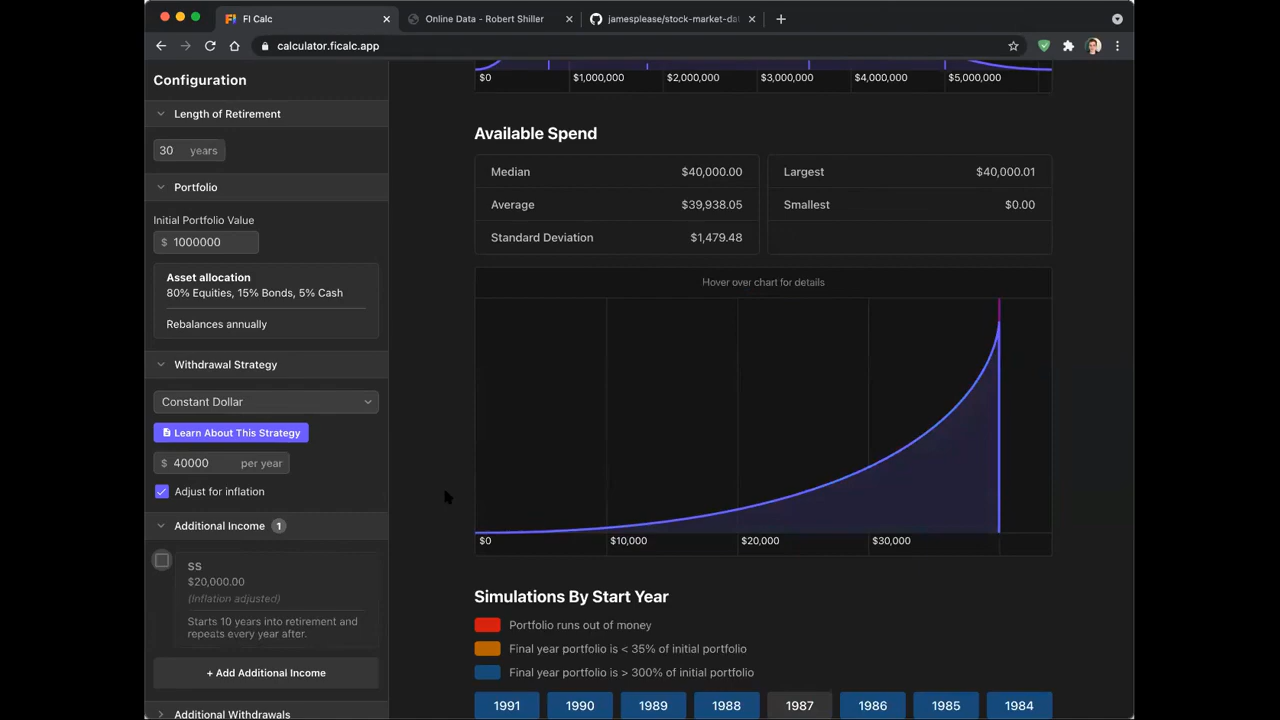 FI Calc
Online Data - Robert Shiller
jamesplease/stock-market-da
calculator.ficalc.app
Configuration
Length of Retirement
30 years
Portfolio
Initial Portfolio Value
$ 1000000
Asset allocation
80% Equities, 15% Bonds, 5% Cash
Rebalances annually
Withdrawal Strategy
Constant Dollar
Learn About This Strategy
$ 40000 per year
Adjust for inflation
Additional Income 1
SS
$20,000.00
(Inflation adjusted)
Starts 10 years into retirement and
repeats every year after.
+ Add Additional Income
Additional Withdrawals
$0 $1,000,000 $2,000,000 $3,000,000 $4,000,000 $5,000,000
Available Spend
Median $40,000.00
Average $39,938.05
Standard Deviation $1,479.48
Largest $40,000.01
Smallest $0.00
Hover over chart for details
$0 $10,000 $20,000 $30,000
Simulations By Start Year
Portfolio runs out of money
Final year portfolio is < 35% of initial portfolio
Final year portfolio is > 300% of initial portfolio
1991 1990 1989 1988 1987 1986 1985 1984